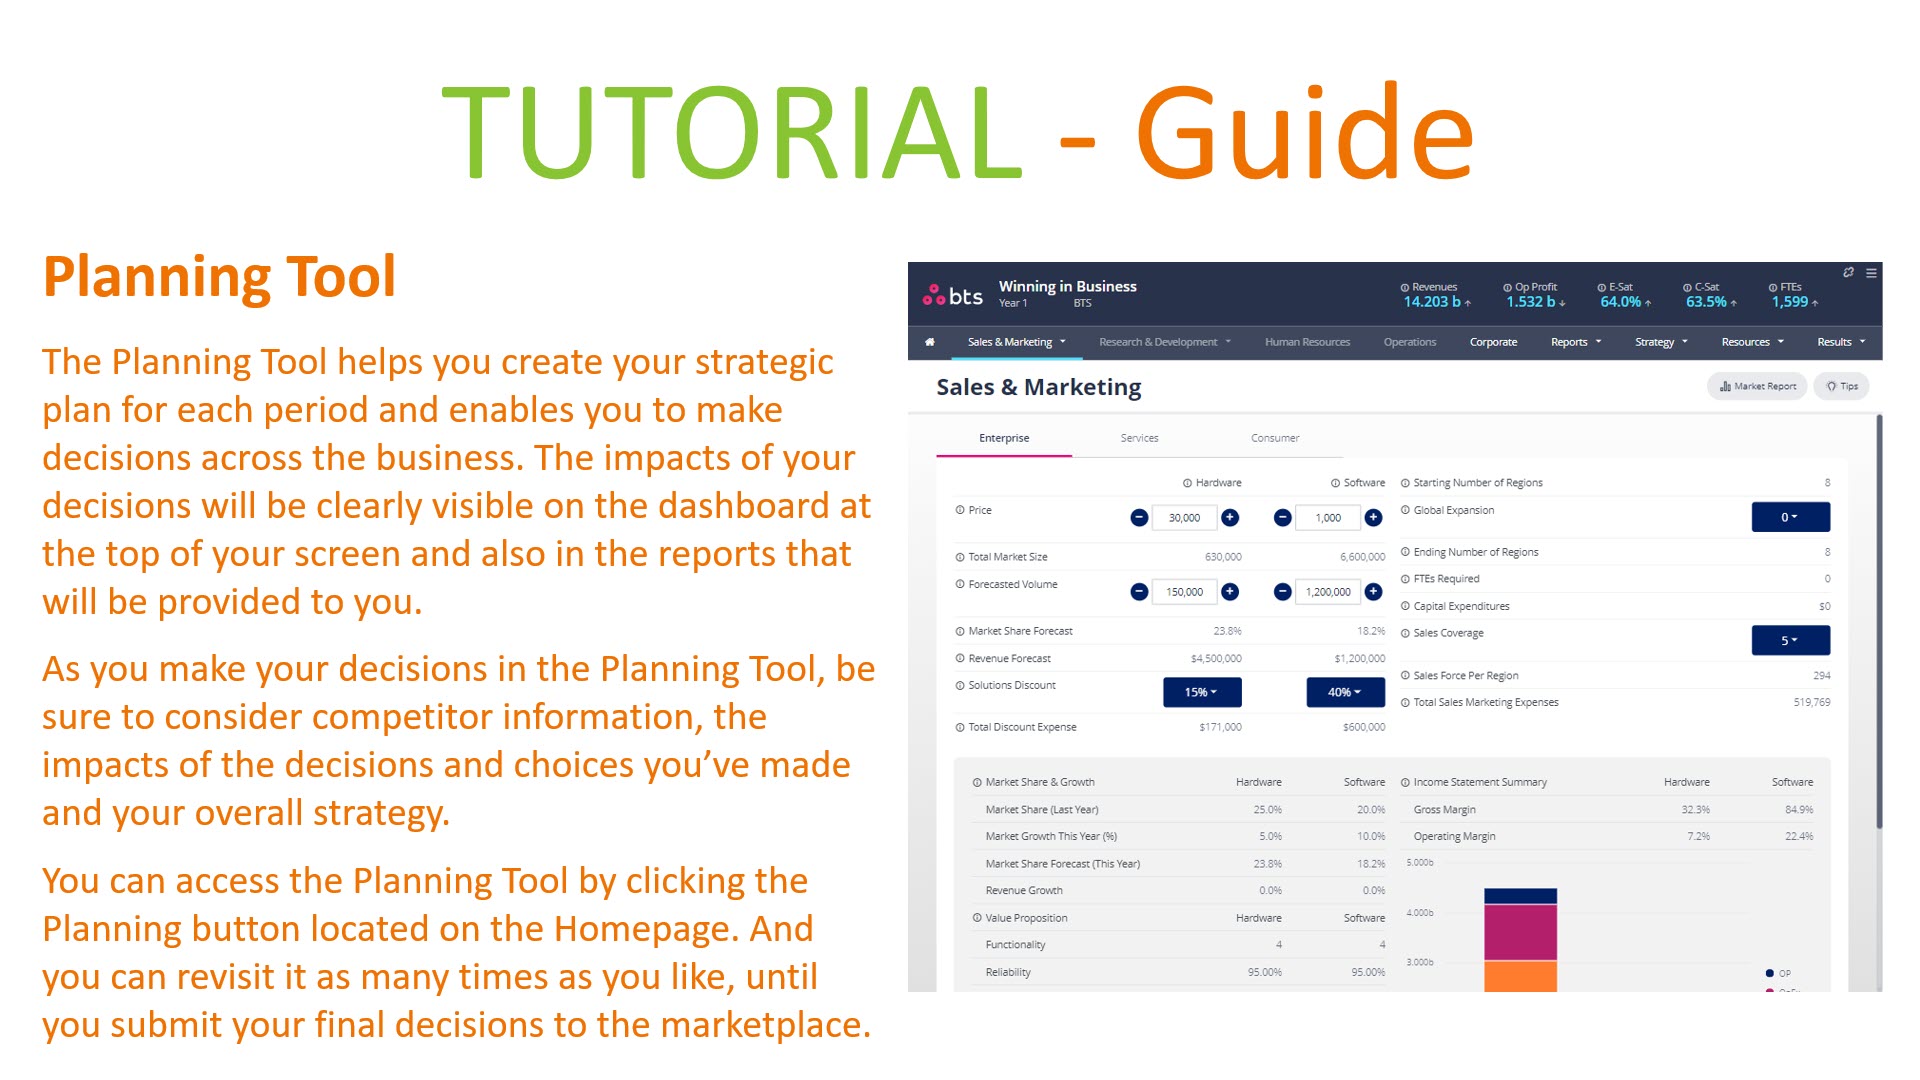 TUTORIAL - Guide
Planning Tool
The Planning Tool helps you create your strategic
plan for each period and enables you to make
decisions across the business. The impacts of your
decisions will be clearly visible on the dashboard at
the top of your screen and also in the reports that
will be provided to you.
As you make your decisions in the Planning Tool, be
sure to consider competitor information, the
impacts of the decisions and choices you’ve made
and your overall strategy.
You can access the Planning Tool by clicking the
Planning button located on the Homepage. And
you can revisit it as many times as you like, until
you submit your final decisions to the marketplace.
bts
Winning in Business
Year 1 BTS
Revenues Op Profit E-Sat C-Sat FTEs
14.203 b 1.532 b 64.0% 63.5% 1,599
Sales & Marketing Research & Development Human Resources Operations Corporate Reports Strategy Resources Results
Sales & Marketing
Market Report Tips
Enterprise Services Consumer
Hardware Software
Price 30,000 1,000
Total Market Size 630,000 6,600,000
Forecasted Volume 150,000 1,200,000
Market Share Forecast 23.8% 18.2%
Revenue Forecast $4,500,000 $1,200,000
Solutions Discount 15% 40%
Total Discount Expense $171,000 $600,000
Starting Number of Regions 8
Global Expansion 0
Ending Number of Regions 8
FTEs Required 0
Capital Expenditures $0
Sales Coverage 5
Sales Force Per Region 294
Total Sales Marketing Expenses 519,769
Market Share & Growth Hardware Software
Market Share (Last Year) 25.0% 20.0%
Market Growth This Year (%) 5.0% 10.0%
Market Share Forecast (This Year) 23.8% 18.2%
Revenue Growth 0.0% 0.0%
Value Proposition Hardware Software
Functionality 4 4
Reliability 95.00% 95.00%
Income Statement Summary Hardware Software
Gross Margin 32.3% 84.9%
Operating Margin 7.2% 22.4%
5.000b
4.000b
3.000b
OP